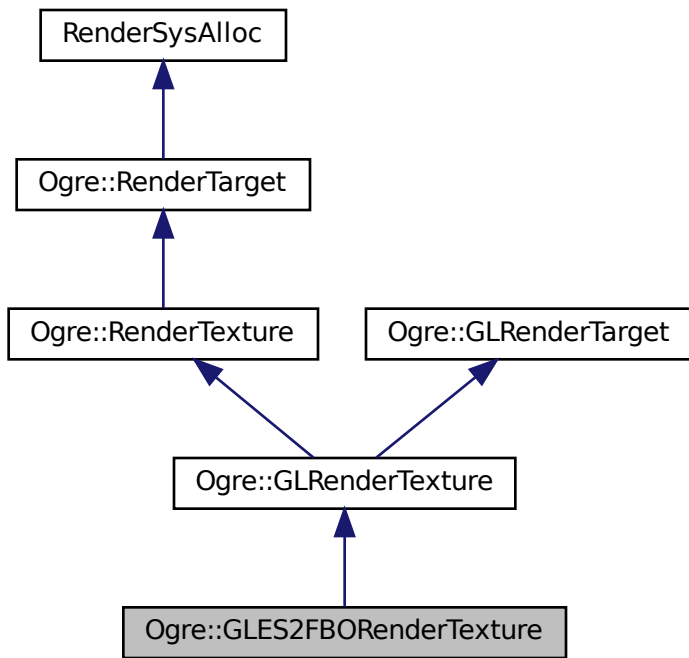 RenderSysAlloc
Ogre::RenderTarget
Ogre::RenderTexture
Ogre::GLRenderTarget
Ogre::GLRenderTexture
Ogre::GLES2FBORenderTexture